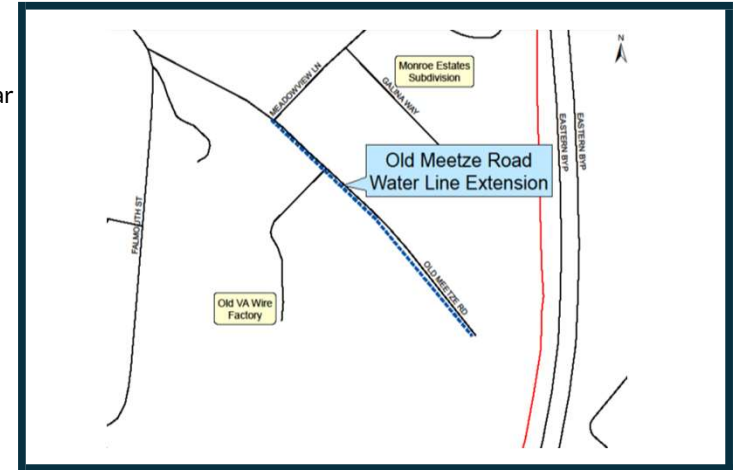 ar
N
Monroe Estates
Subdivision
MEADOWVIEW LN
GALINA WAY
EASTERN BYP
EASTERN BYP
Old Meetze Road
Water Line Extension
FALMOUTH ST
OLD MEETZE RD
Old VA Wire
Factory